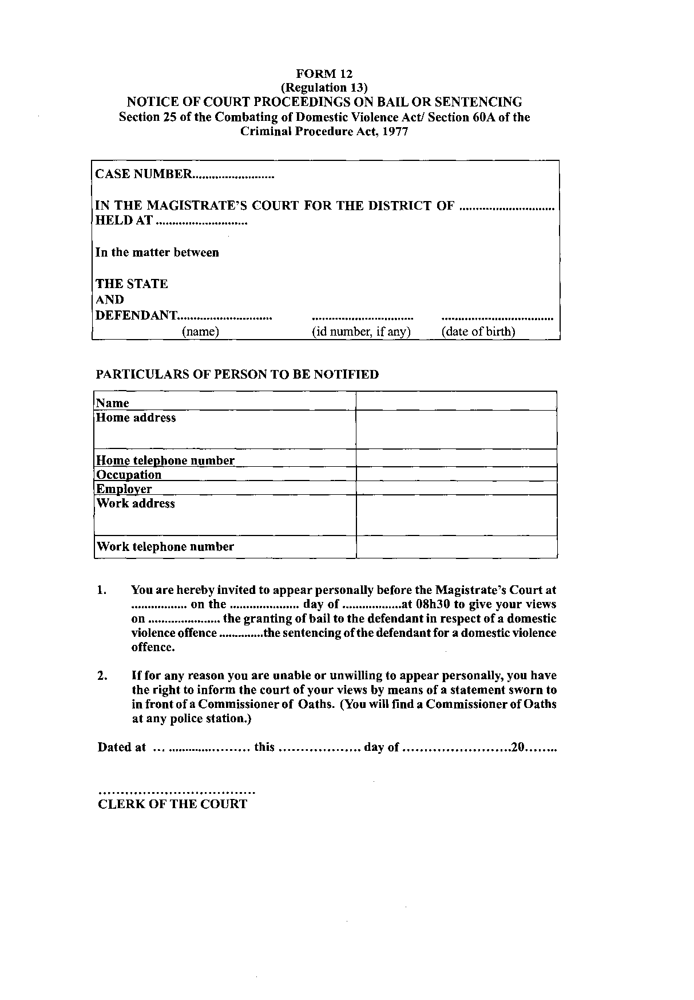 FORM 12
(Regulation 13)
NOTICE OF COURT PROCEEDINGS ON BAIL OR SENTENCING
Section 25 of the Combating of Domestic Violence Act/ Section 60A of the
Criminal Procedure Act, 1977
CASE NUMBER.........................
IN THE MAGISTRATE'S COURT FOR THE DISTRICT OF .............................
HELD AT ............................
In the matter between
THE STATE
AND
DEFENDANT............................. ............................... ..................................
(name) (id number, if any) (date of birth)
PARTICULARS OF PERSON TO BE NOTIFIED
Name
Home address
Home telephone number
Occupation
Employer
Work address
Work telephone number
1. You are hereby invited to appear personally before the Magistrate's Court at
................. on the ..................... day of ..................at 08h30 to give your views
on ...................... the granting of bail to the defendant in respect of a domestic
violence offence ..............the sentencing of the defendant for a domestic violence
offence.
2. If for any reason you are unable or unwilling to appear personally, you have
the right to inform the court of your views by means of a statement sworn to
in front of a Commissioner of Oaths. (You will find a Commissioner of Oaths
at any police station.)
Dated at ... ...................... this ................... day of .........................20........
....................................
CLERK OF THE COURT